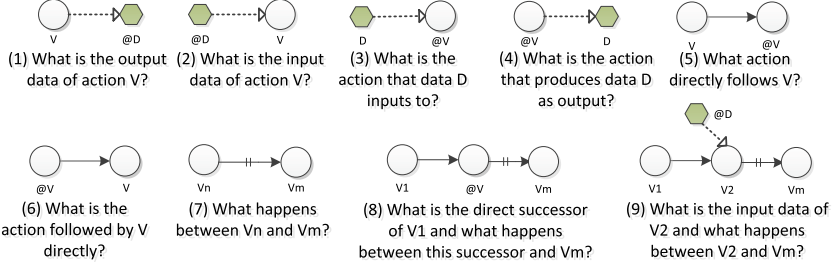 V @D @D V D @V @V D V @V
(1) What is the output (2) What is the input (3) What is the (4) What is the action (5) What action
data of action V? data of action V? action that data D that produces data D directly follows V?
inputs to? as output?
@D
@V V Vn Vm V1 @V Vm V1 V2 Vm
(6) What is the (7) What happens (8) What is the direct successor (9) What is the input data of
action followed by V between Vn and Vm? of V1 and what happens V2 and what happens
directly? between this successor and Vm? between V2 and Vm?